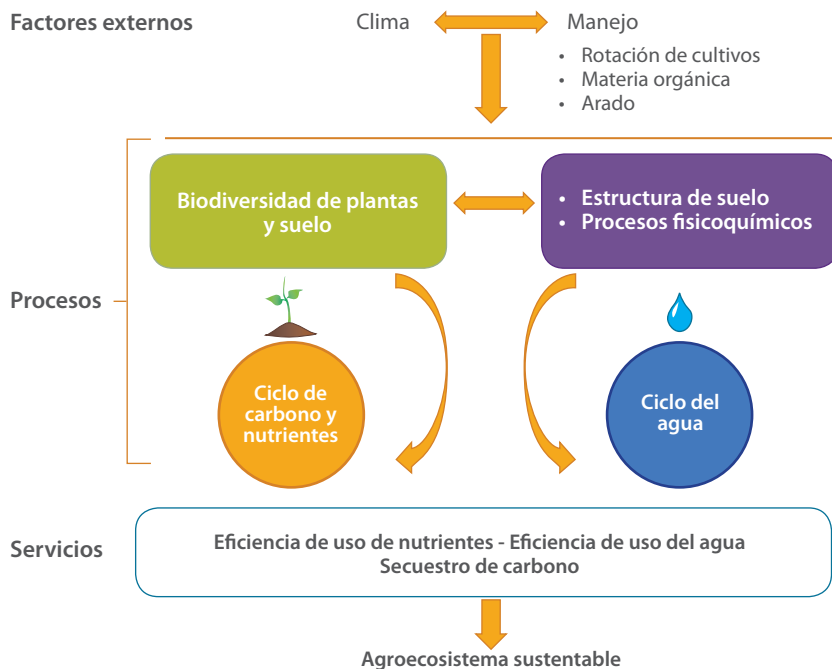 Factores externos
Clima
Manejo
• Rotación de cultivos
• Materia orgánica
• Arado
Procesos
Biodiversidad de plantas
y suelo
• Estructura de suelo
• Procesos fisicoquímicos
Ciclo de
carbono y
nutrientes
Ciclo del
agua
Servicios
Eficiencia de uso de nutrientes - Eficiencia de uso del agua
Secuestro de carbono
Agroecosistema sustentable